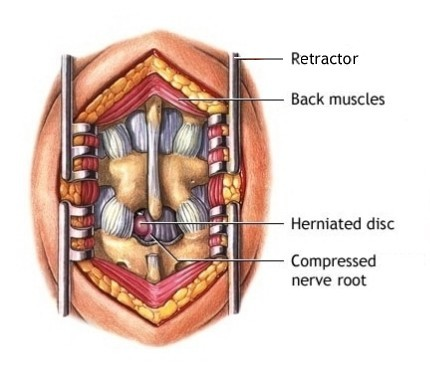 Retractor
Back muscles
Herniated disc
Compressed
nerve root